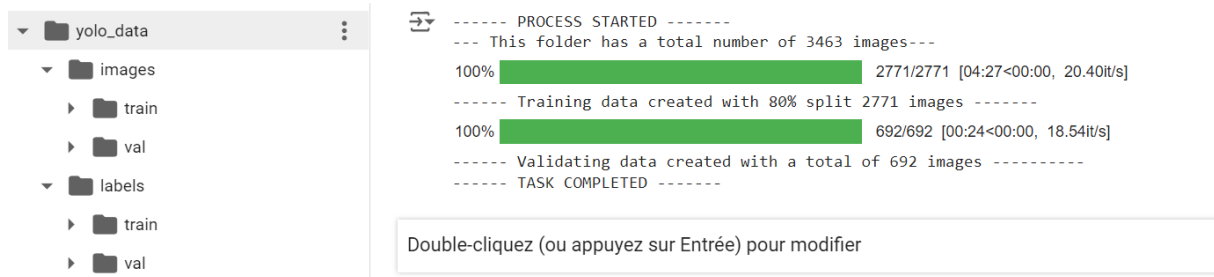 yolo_data
images
train
val
labels
train
val
------ PROCESS STARTED -------
--- This folder has a total number of 3463 images---
100% 2771/2771 [04:27<00:00, 20.40it/s]
------ Training data created with 80% split 2771 images -------
100% 692/692 [00:24<00:00, 18.54it/s]
------ Validating data created with a total of 692 images ----------
------ TASK COMPLETED -------
Double-cliquez (ou appuyez sur Entrée) pour modifier